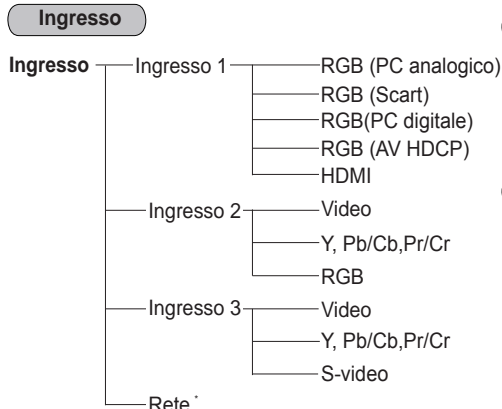 Ingresso
Ingresso Ingresso 1 RGB (PC analogico)
RGB (Scart)
RGB(PC digitale)
RGB (AV HDCP)
HDMI
Ingresso 2 Video
Y, Pb/Cb,Pr/Cr
RGB
Ingresso 3 Video
Y, Pb/Cb,Pr/Cr
S-video
Rete *